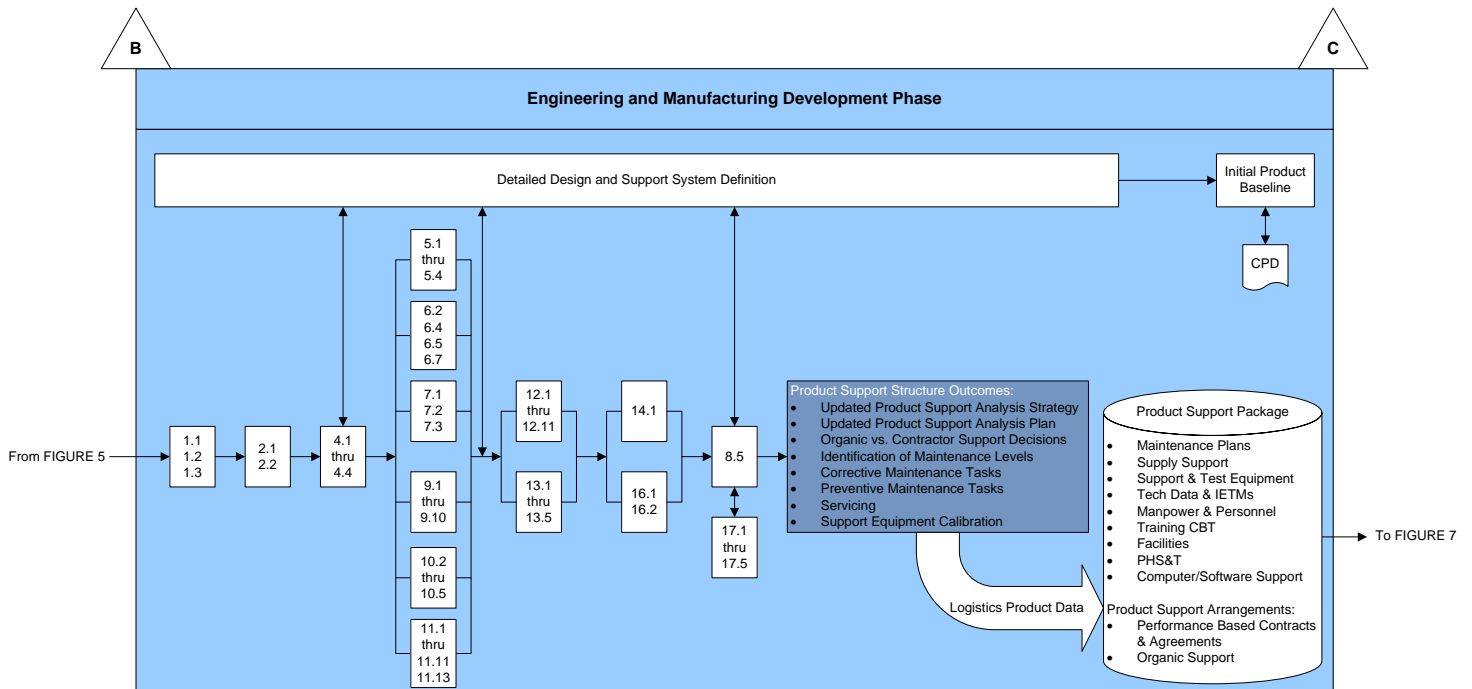 B
C
Engineering and Manufacturing Development Phase
Detailed Design and Support System Definition
Initial Product
Baseline
CPD
From FIGURE 5
1.1
1.2
1.3
2.1
2.2
4.1
thru
4.4
5.1
thru
5.4
6.2
6.4
6.5
6.7
7.1
7.2
7.3
9.1
thru
9.10
10.2
thru
10.5
11.1
thru
11.11
11.13
12.1
thru
12.11
13.1
thru
13.5
14.1
16.1
16.2
8.5
17.1
thru
17.5
Product Support Structure Outcomes:
• Updated Product Support Analysis Strategy
• Updated Product Support Analysis Plan
• Organic vs. Contractor Support Decisions
• Identification of Maintenance Levels
• Corrective Maintenance Tasks
• Preventive Maintenance Tasks
• Servicing
• Support Equipment Calibration
Logistics Product Data
Product Support Package
• Maintenance Plans
• Supply Support
• Support & Test Equipment
• Tech Data & IETMs
• Manpower & Personnel
• Training CBT
• Facilities
• PHS&T
• Computer/Software Support
Product Support Arrangements:
• Performance Based Contracts
& Agreements
• Organic Support
To FIGURE 7